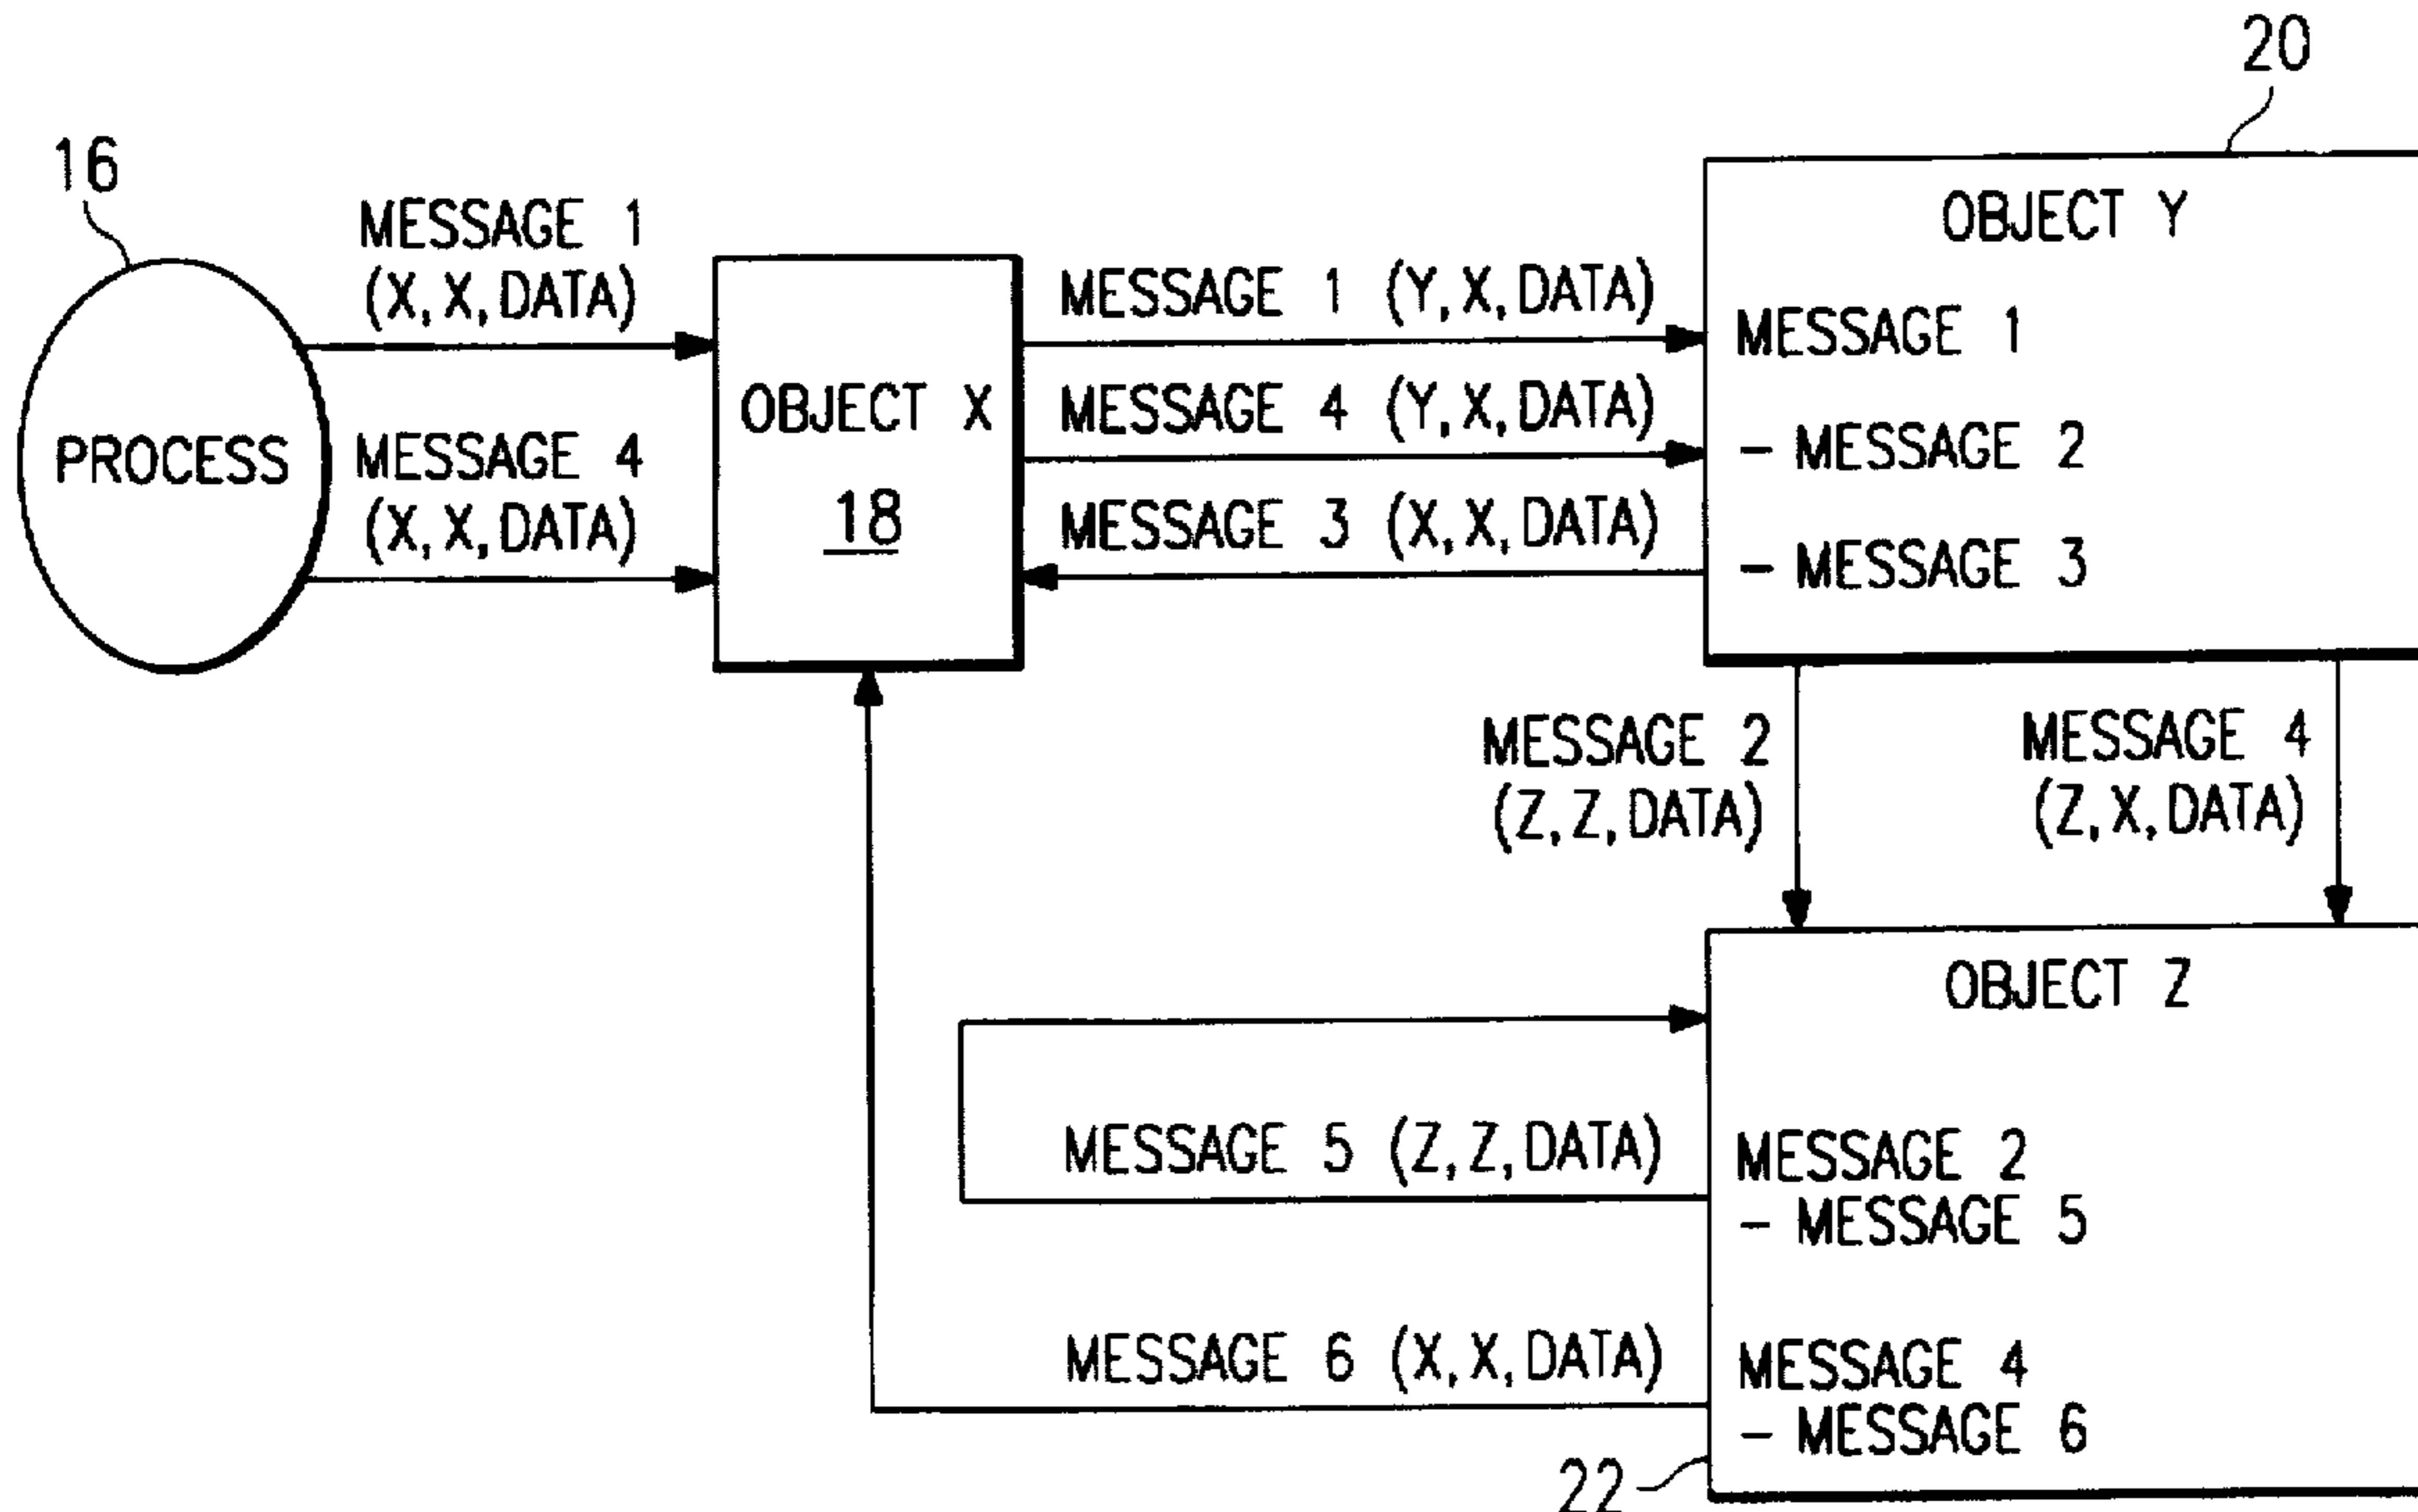 20
16
MESSAGE 1
(X, X, DATA)
PROCESS
MESSAGE 4
(X, X, DATA)
OBJECT X
18
MESSAGE 1 (Y, X, DATA)
MESSAGE 4 (Y, X, DATA)
MESSAGE 3 (X, X, DATA)
OBJECT Y
MESSAGE 1
- MESSAGE 2
- MESSAGE 3
MESSAGE 2
(Z, Z, DATA)
MESSAGE 4
(Z, X, DATA)
OBJECT Z
MESSAGE 5 (Z, Z, DATA)
MESSAGE 2
- MESSAGE 5
MESSAGE 6 (X, X, DATA)
MESSAGE 4
- MESSAGE 6
22